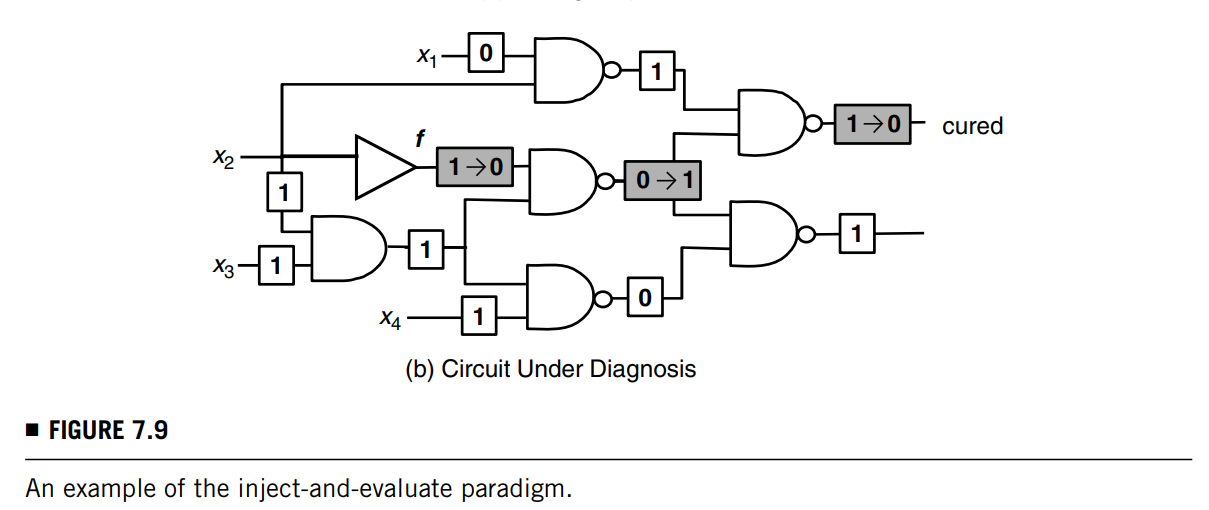 x1 0 1
1→0 cured
x2 f 1→0 0→1
1
x3 1 1 1
x4 1 0
(b) Circuit Under Diagnosis
■ FIGURE 7.9
An example of the inject-and-evaluate paradigm.